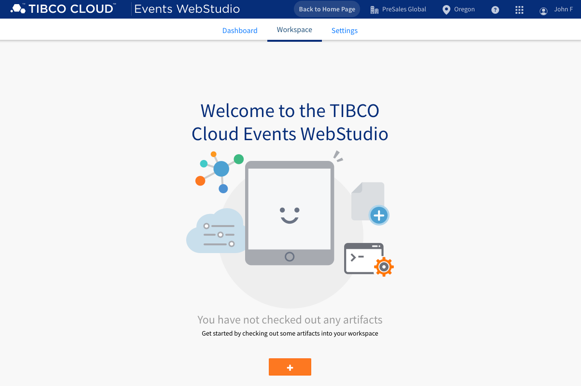 TIBCO CLOUD™ Events WebStudio Back to Home Page PreSales Global Oregon ? John F
Dashboard Workspace Settings
Welcome to the TIBCO
Cloud Events WebStudio
You have not checked out any artifacts
Get started by checking out some artifacts into your workspace
+